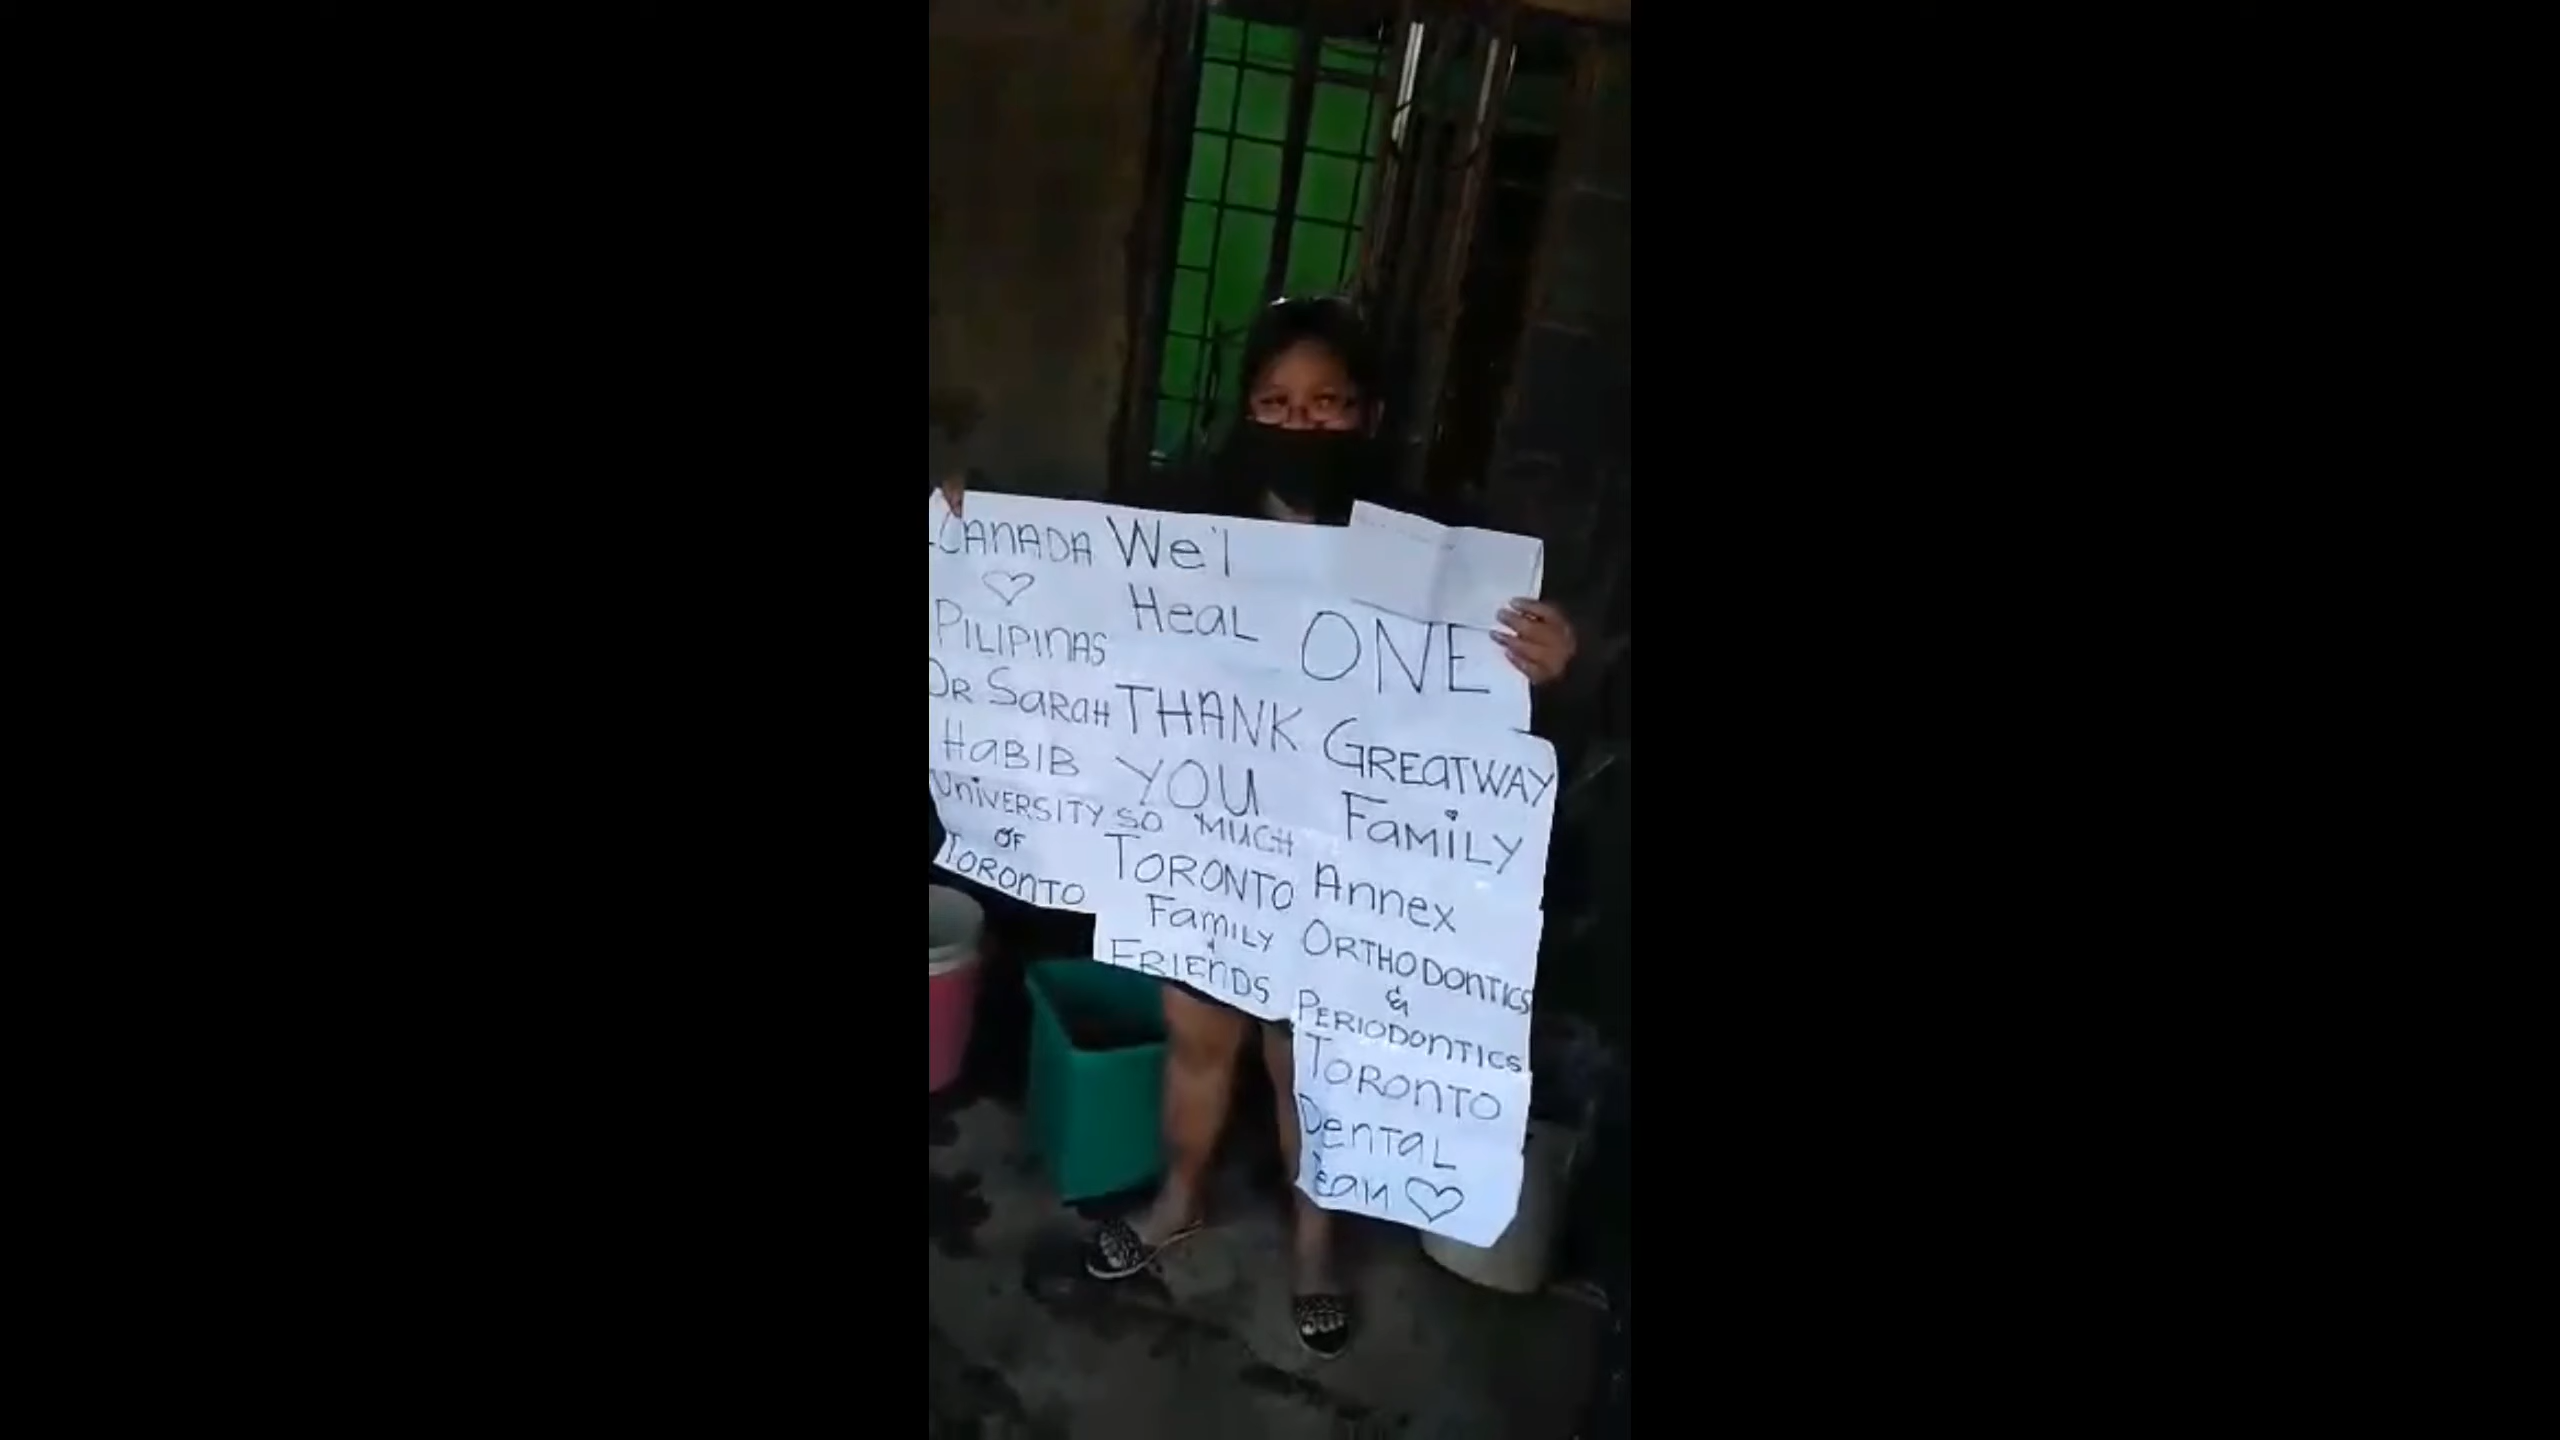 CANADA
PILIPINAS
DR SARAH
HABIB
UNIVERSITY
OF
TORONTO
We'l
HeaL
THANK
YOU
SO MUCH
TORONTO
FamILY
&
FRIEnDS
ONE
GREaTWAY
FamiLY
Annex
ORTHODOnTICS
&
PERIODOnTICS
TORONTO
DenTaL
Team